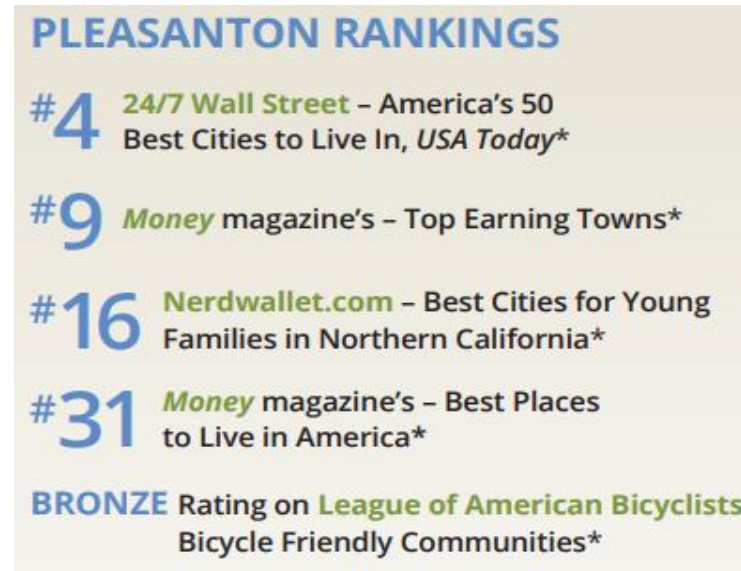 PLEASANTON RANKINGS
#4 24/7 Wall Street – America's 50
Best Cities to Live In, USA Today*
#9 Money magazine's – Top Earning Towns*
#16 Nerdwallet.com – Best Cities for Young
Families in Northern California*
#31 Money magazine's – Best Places
to Live in America*
BRONZE Rating on League of American Bicyclists
Bicycle Friendly Communities*